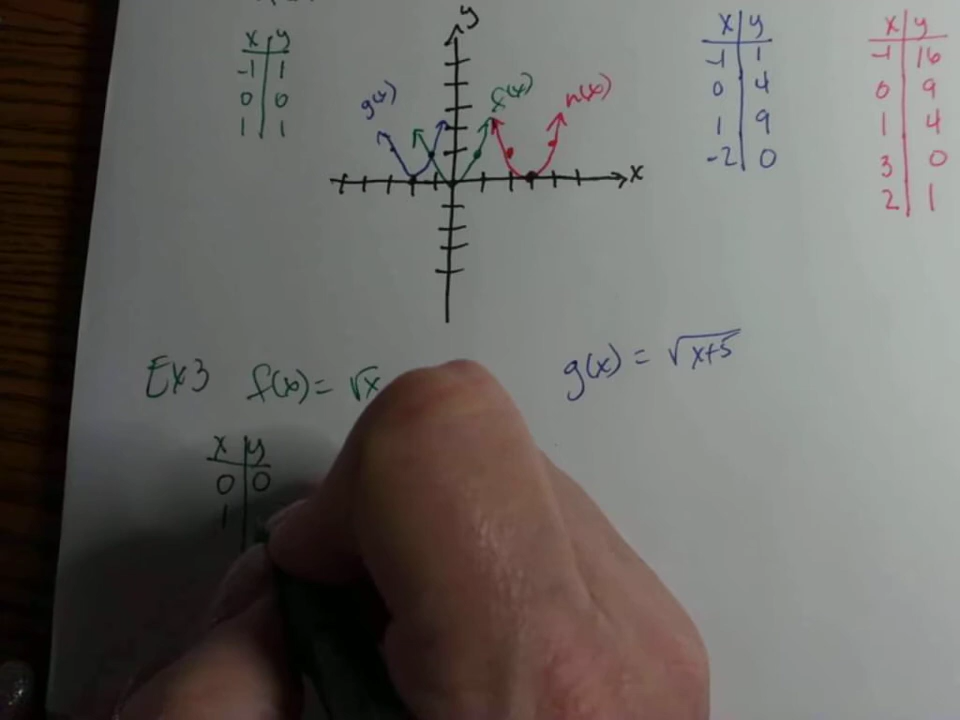 x y
-1 1
0 0
1 1
y
x
g(x)
f(x)
n(x)
x y
-1 1
0 4
1 9
-2 0
x y
-1 16
0 9
1 4
3 0
2 1
Ex3 f(x) = √x
g(x) = √x+5
x y
0 0
1